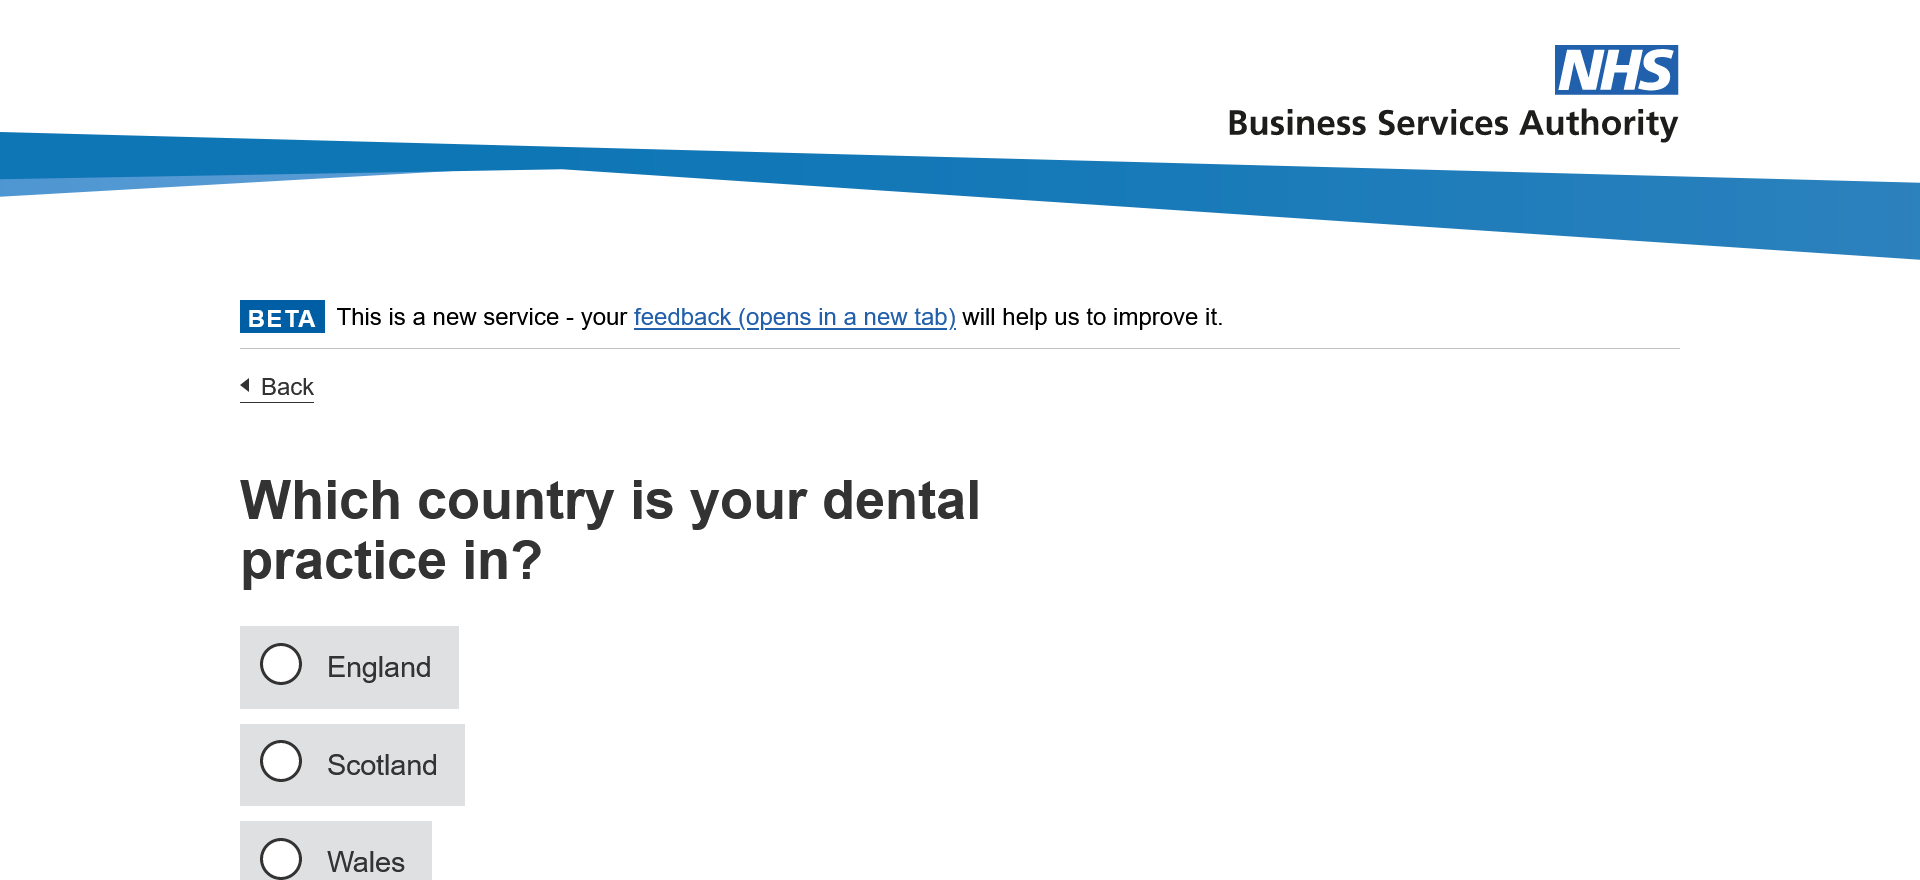 NHS
Business Services Authority
BETA This is a new service - your feedback (opens in a new tab) will help us to improve it.
Back
Which country is your dental
practice in?
England
Scotland
Wales